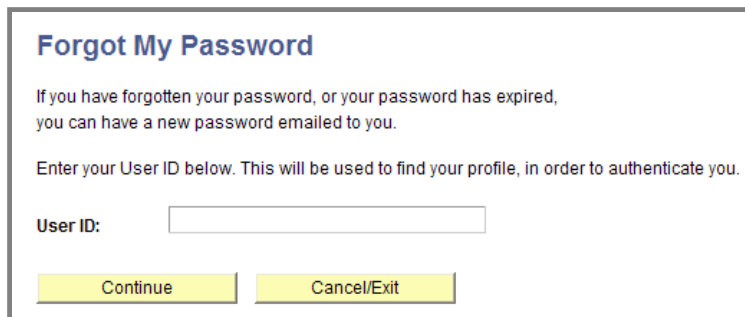 Forgot My Password
If you have forgotten your password, or your password has expired,
you can have a new password emailed to you.
Enter your User ID below. This will be used to find your profile, in order to authenticate you.
User ID:
Continue Cancel/Exit